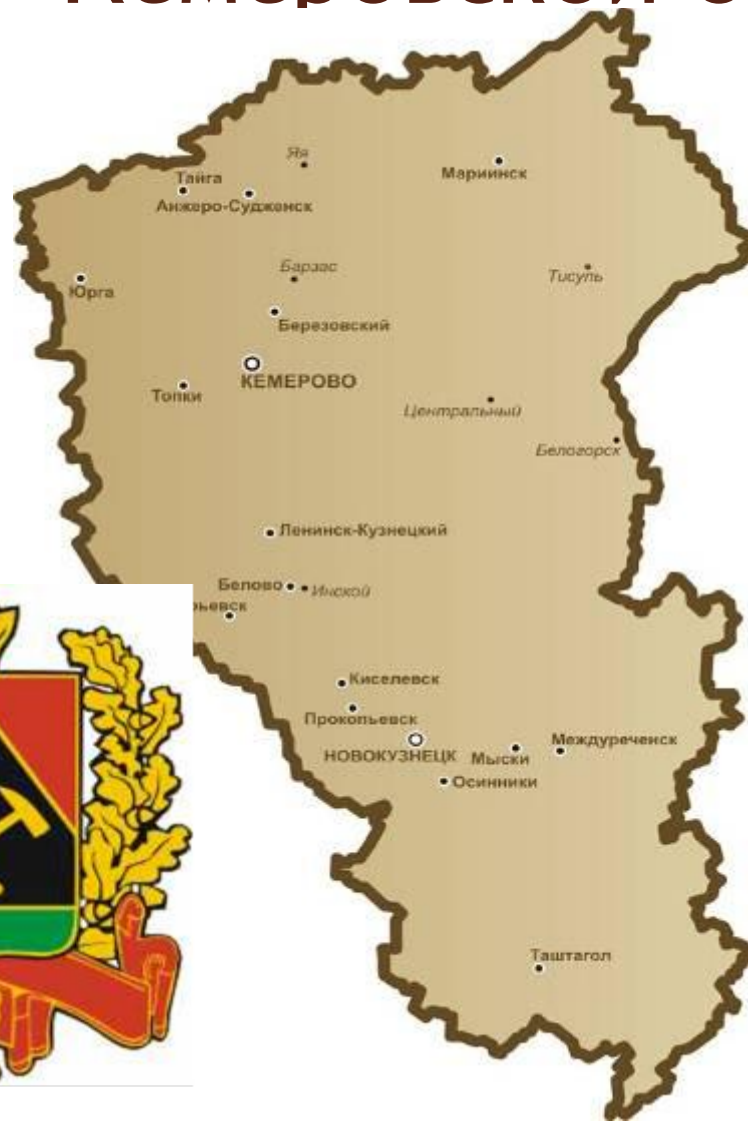 Яя
Мариинск
Тайга
Анжеро-Судженск
Барзас
Тисуль
Юрга
Березовский
КЕМЕРОВО
Топки
Центральный
Белогорск
Ленинск-Кузнецкий
Белово
Инской
рьевск
Киселевск
Прокопьевск
Междуреченск
НОВОКУЗНЕЦК
Мыски
Осинники
Таштагол